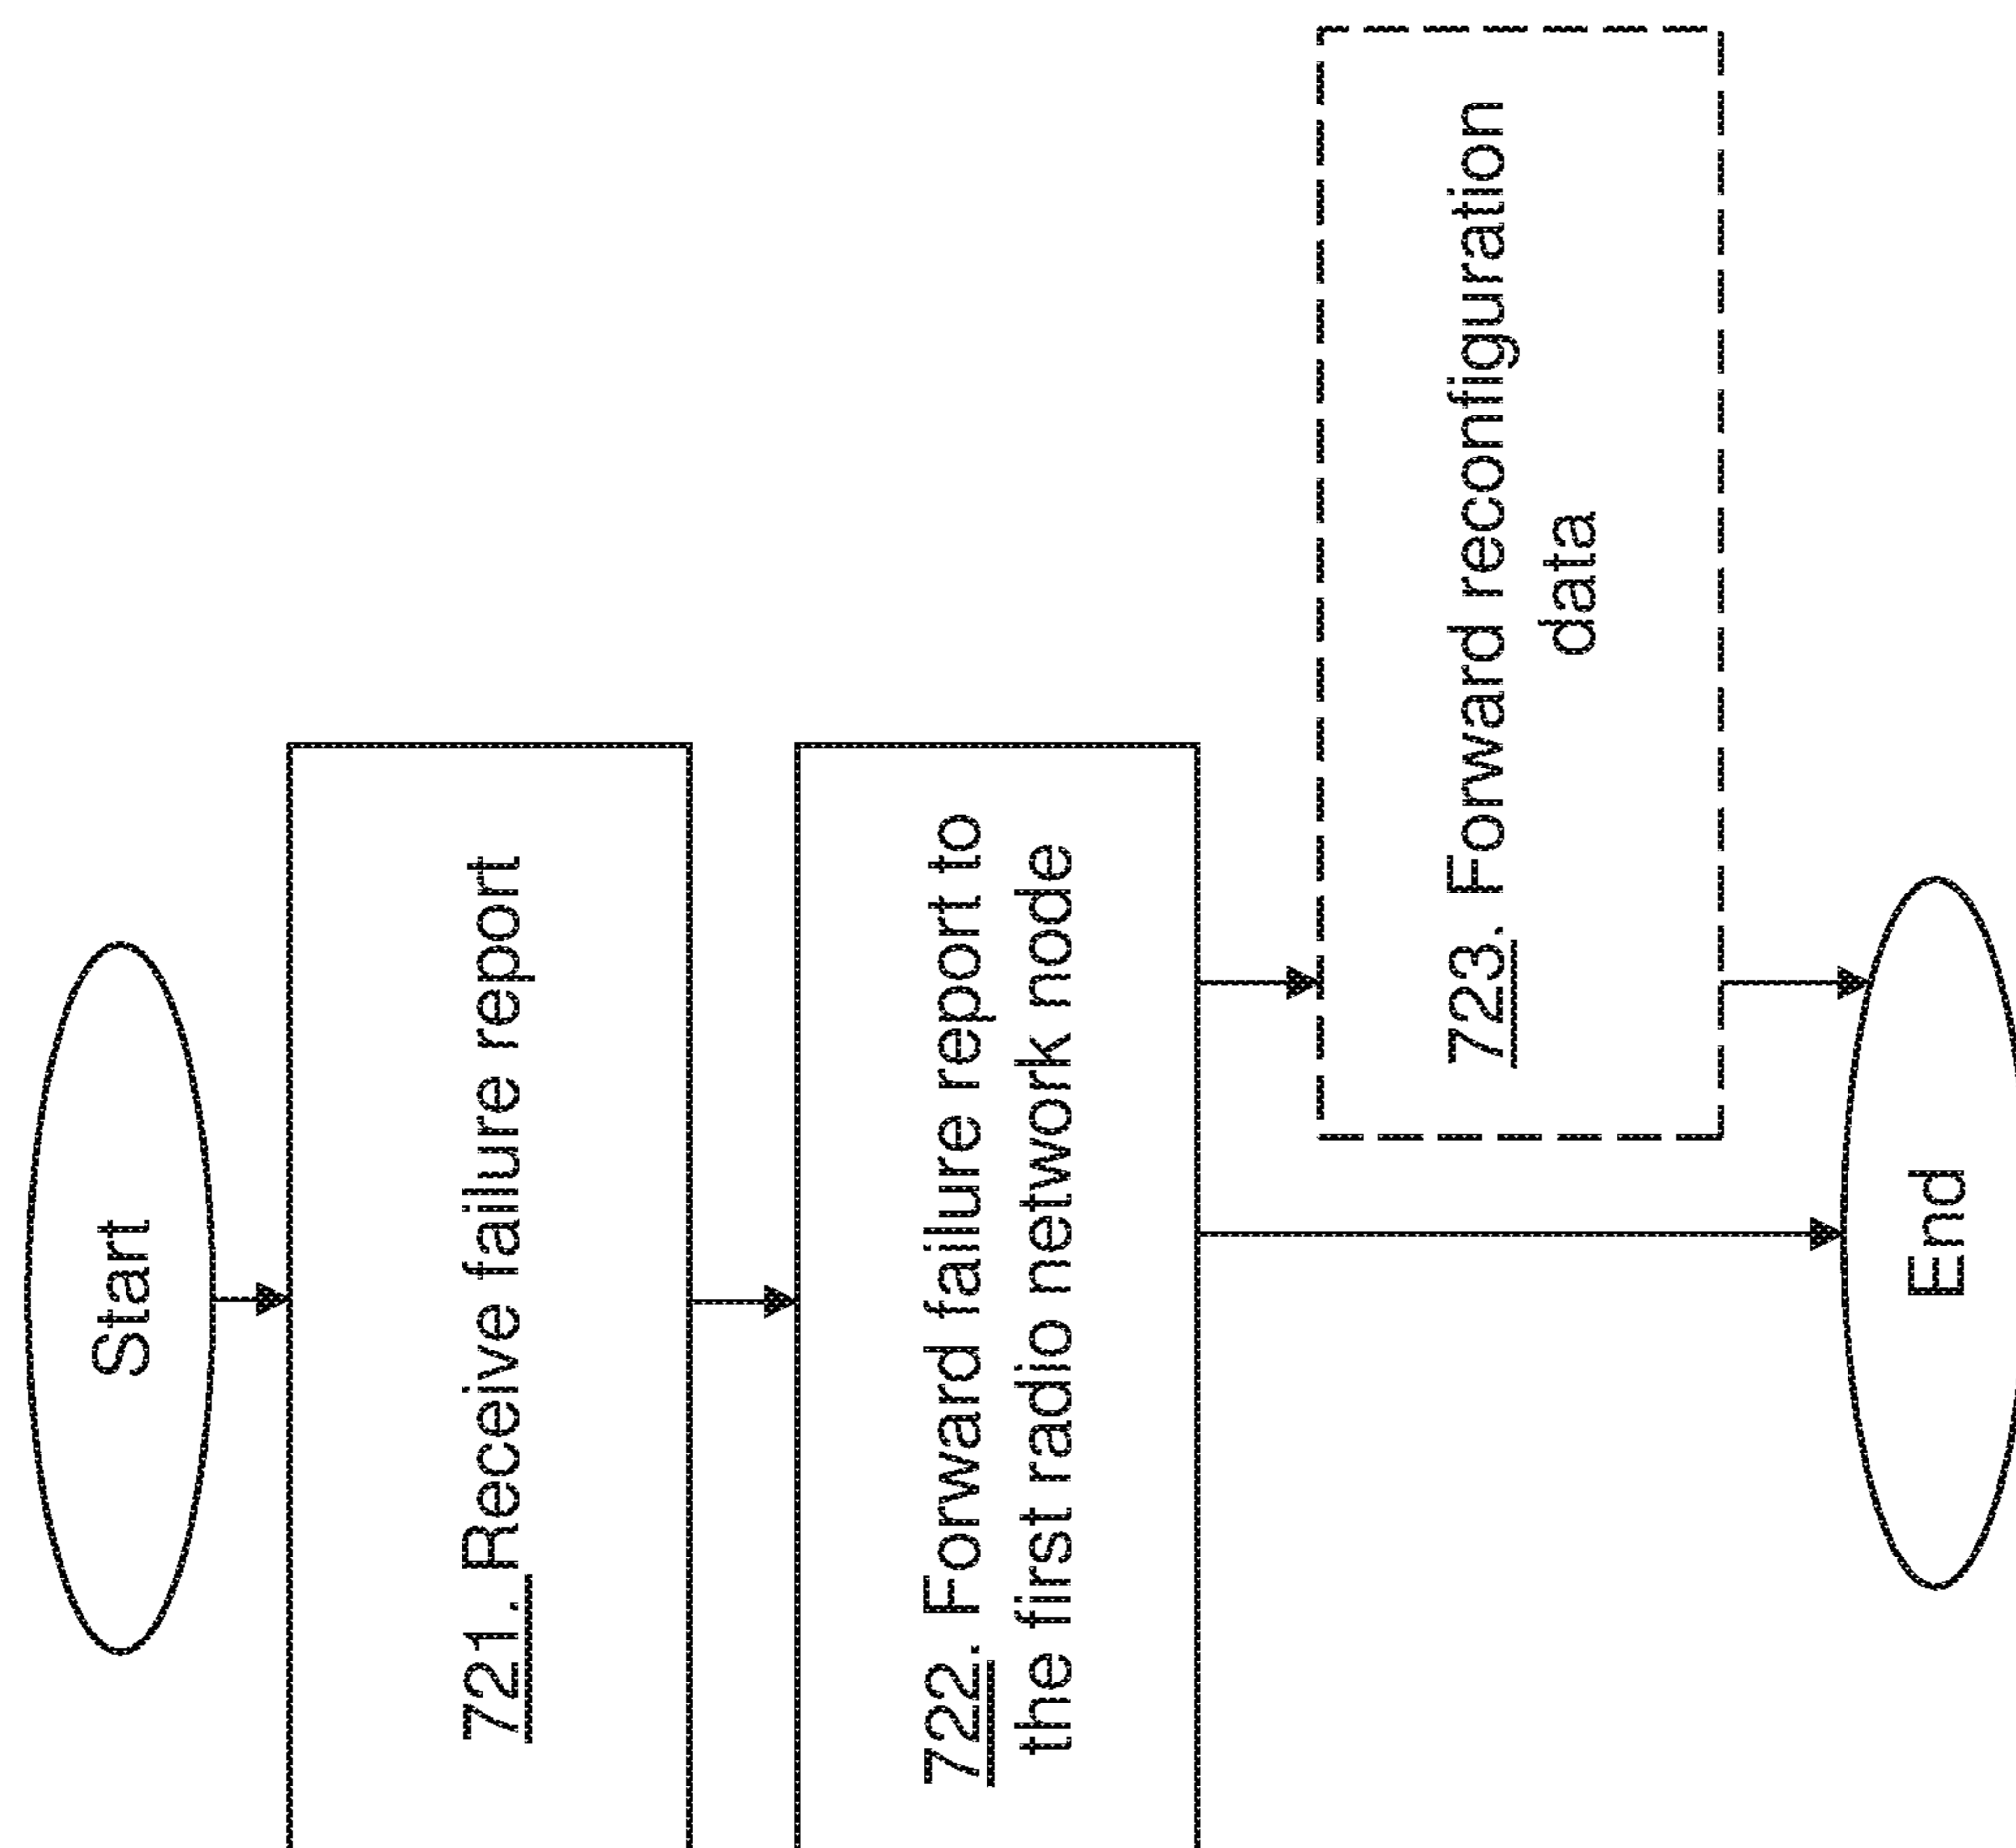 Start
721. Receive failure report
722. Forward failure report to
the first radio network node
723. Forward reconfiguration
data
End